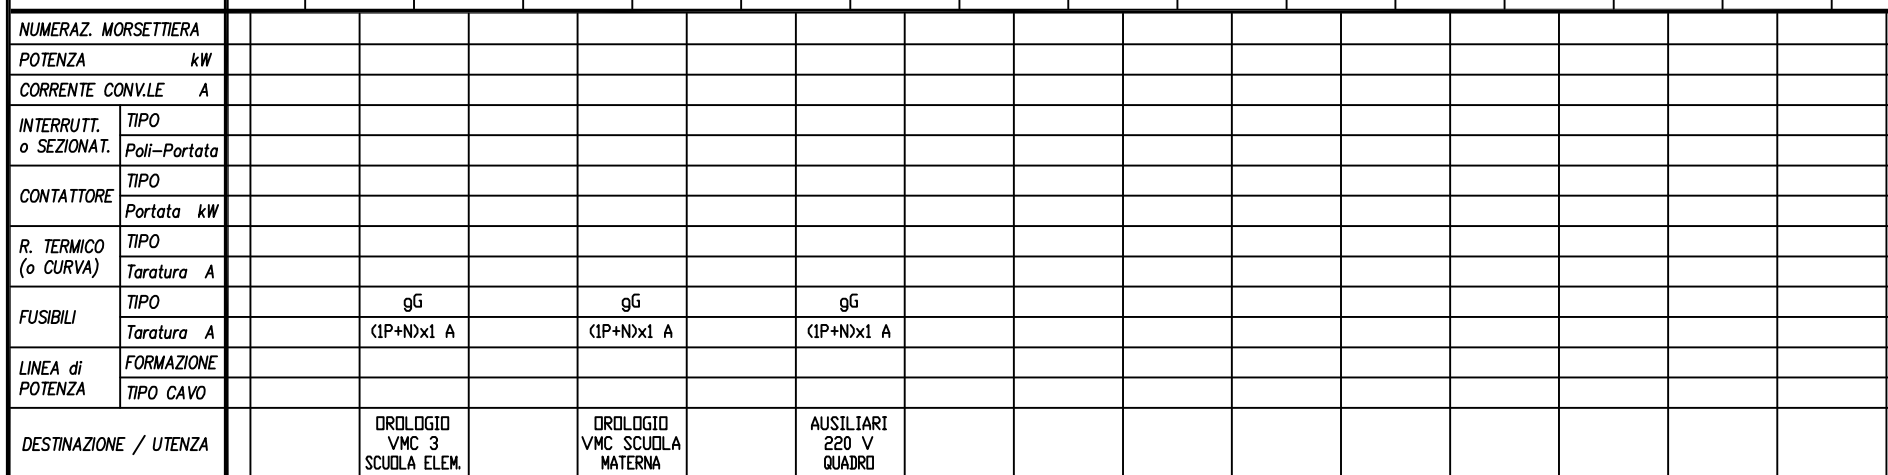 NUMERAZ. MORSETTIERA
POTENZA kW
CORRENTE CONV.LE A
INTERRUTT.
o SEZIONAT.
TIPO
Poli-Portata
CONTATTORE
TIPO
Portata kW
R. TERMICO
(o CURVA)
TIPO
Taratura A
FUSIBILI
TIPO gG gG gG
Taratura A (1P+N)x1 A (1P+N)x1 A (1P+N)x1 A
LINEA di
POTENZA
FORMAZIONE
TIPO CAVO
DESTINAZIONE / UTENZA
OROLOGIO
VMC 3
SCUOLA ELEM.
OROLOGIO
VMC SCUOLA
MATERNA
AUSILIARI
220 V
QUADRO